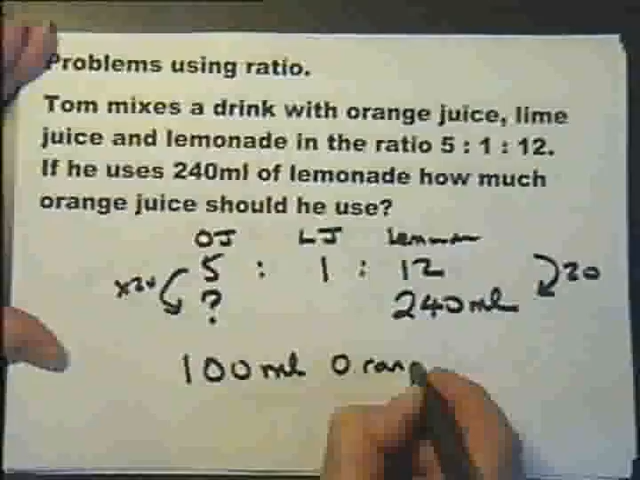 Problems using ratio.
Tom mixes a drink with orange juice, lime
juice and lemonade in the ratio 5 : 1 : 12.
If he uses 240ml of lemonade how much
orange juice should he use?
OJ LJ
5 : 1 : 12
x20 ? 240ml 20
100ml Orang